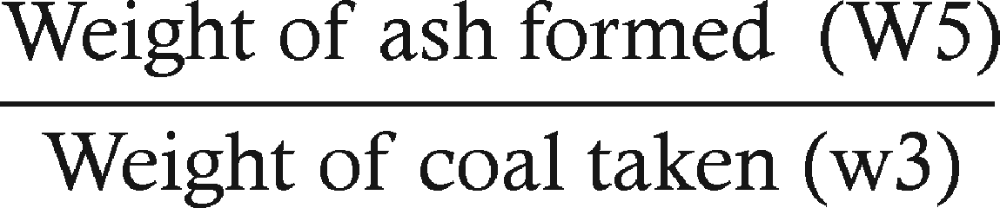 Weight of ash formed (W5)
Weight of coal taken (w3)